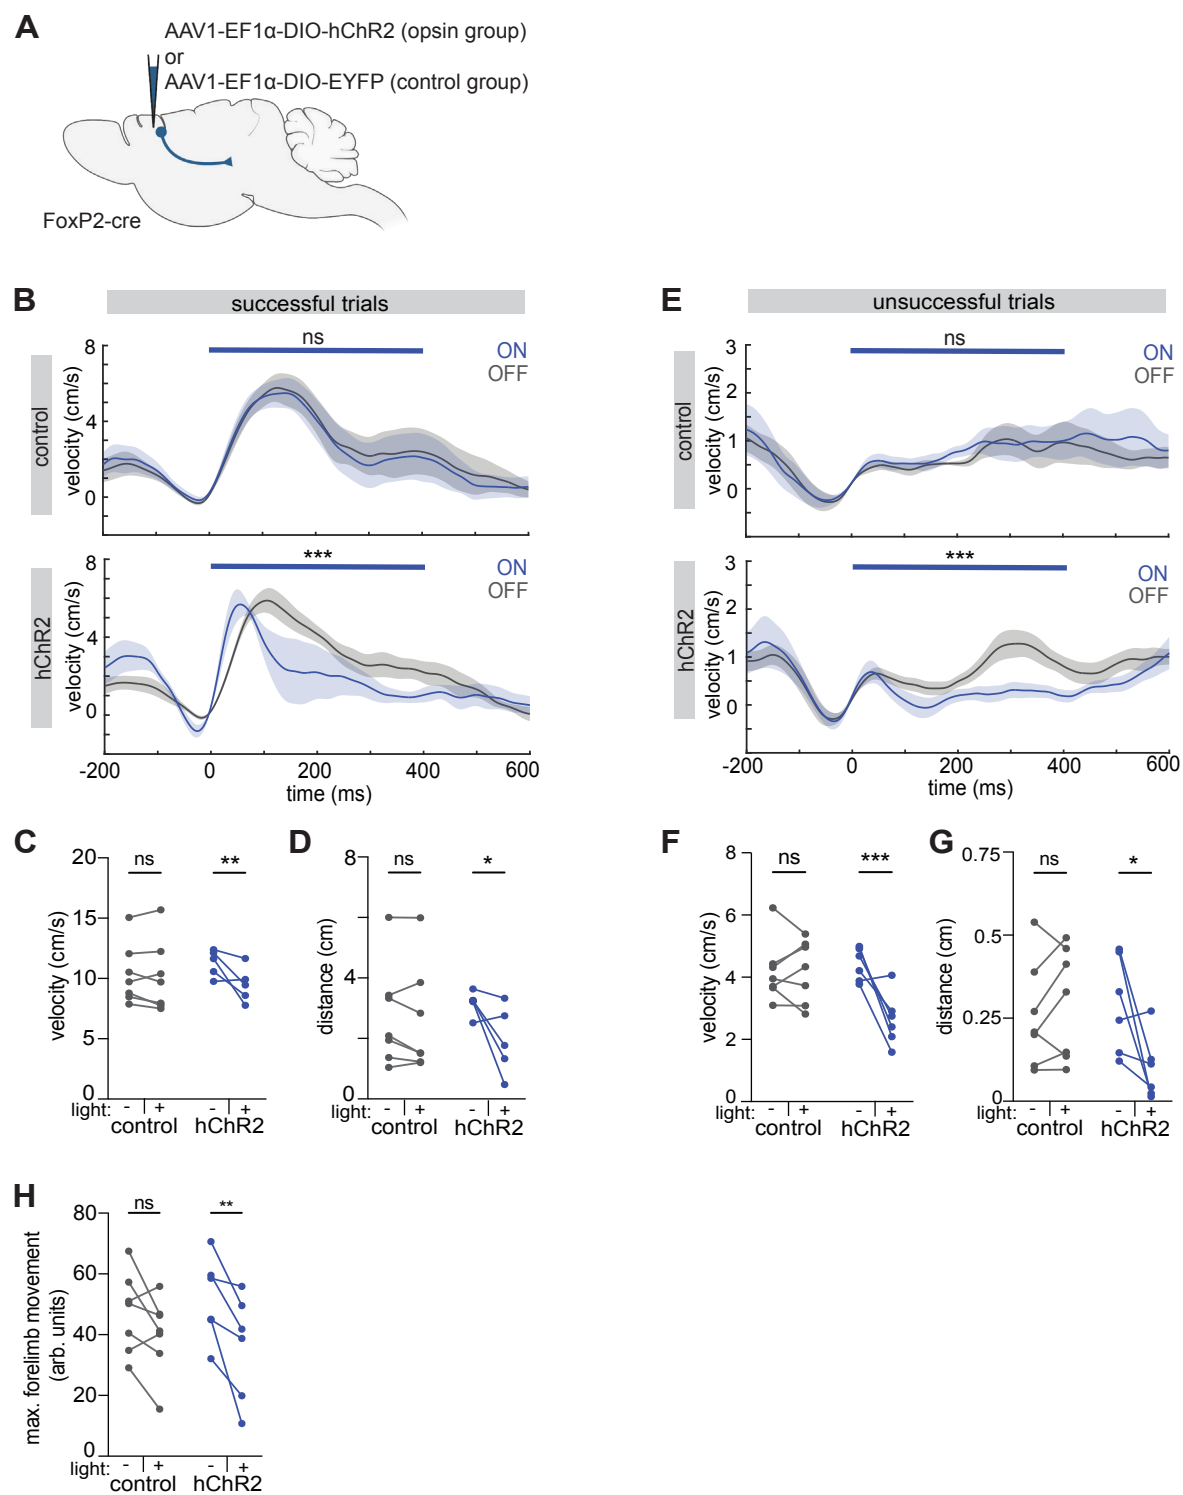 A
AAV1-EF1α-DIO-hChR2 (opsin group)
or
AAV1-EF1α-DIO-EYFP (control group)
FoxP2-cre
B
successful trials
control
velocity (cm/s)
8
4
0
ns
ON
OFF
hChR2
velocity (cm/s)
8
4
0
***
ON
OFF
-200 0 200 400 600
time (ms)
E
unsuccessful trials
control
velocity (cm/s)
3
2
1
0
ns
ON
OFF
hChR2
velocity (cm/s)
3
2
1
0
***
ON
OFF
-200 0 200 400 600
time (ms)
C
velocity (cm/s)
20
15
10
5
0
ns **
light: - + - +
control hChR2
D
distance (cm)
8
4
0
ns *
- + - +
control hChR2
F
velocity (cm/s)
8
6
4
2
0
ns ***
light: - + - +
control hChR2
G
distance (cm)
0.75
0.5
0.25
0
ns *
light: - + - +
control hChR2
H
max. forelimb movement
(arb. units)
80
60
40
20
0
ns **
light: - + - +
control hChR2